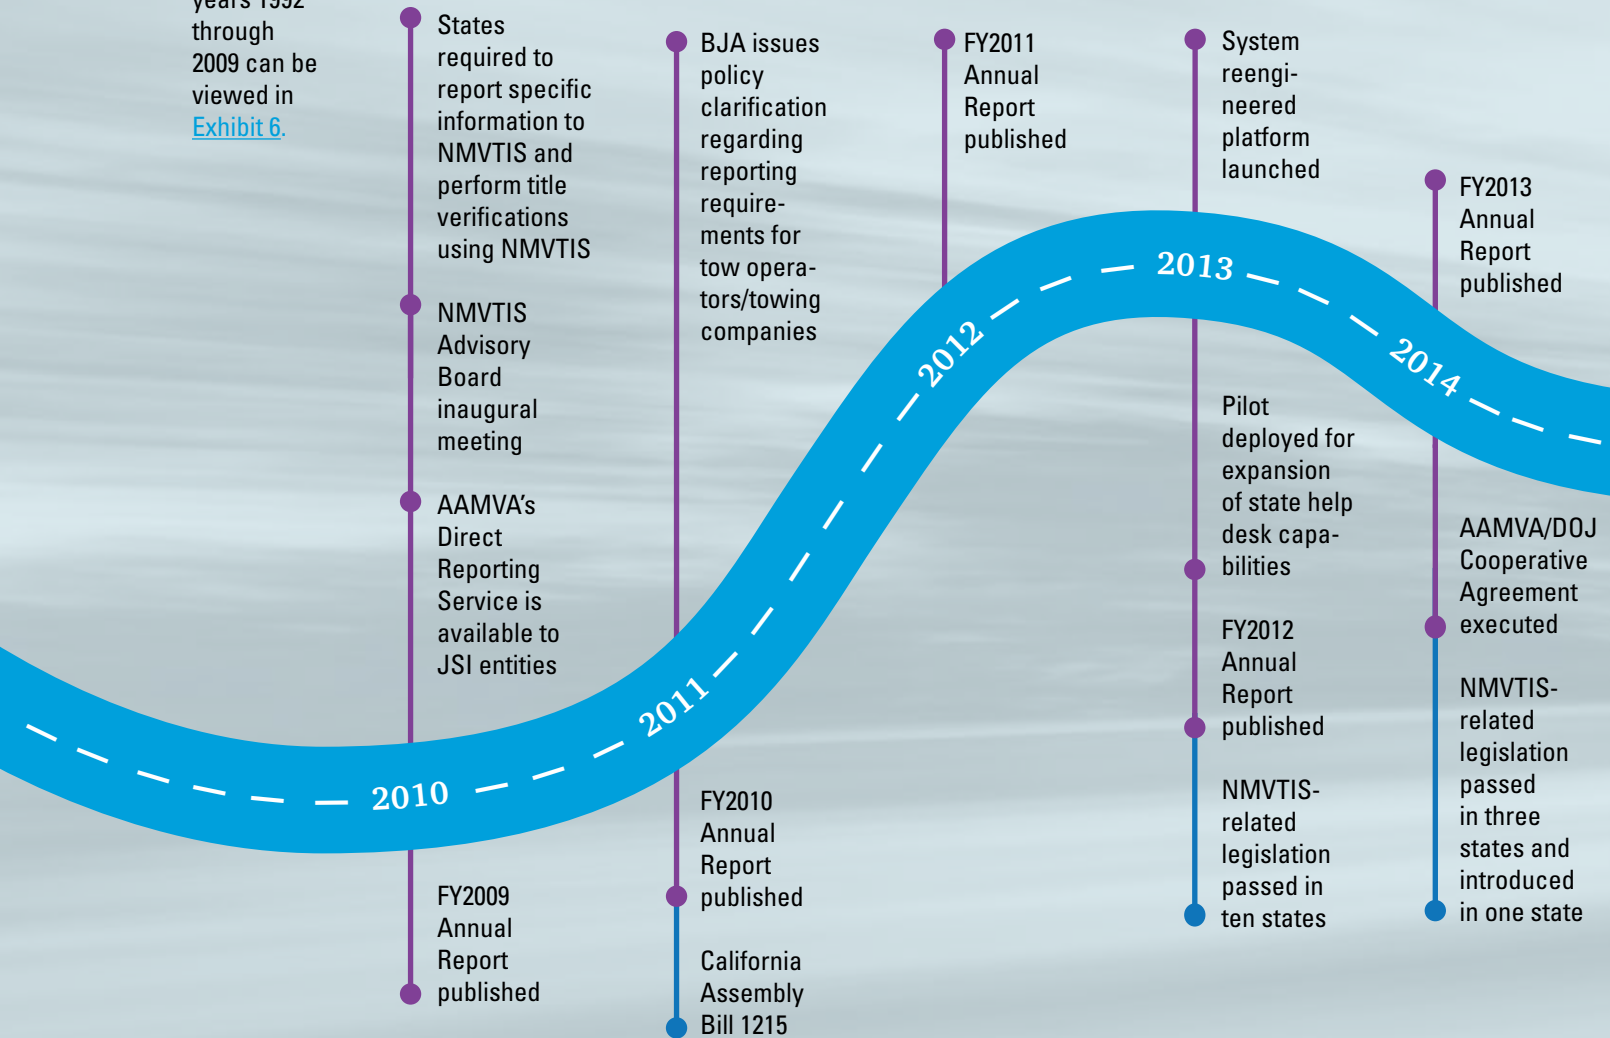 years 1992
through
2009 can be
viewed in
Exhibit 6.
States
required to
report specific
information to
NMVTIS and
perform title
verifications
using NMVTIS
NMVTIS
Advisory
Board
inaugural
meeting
AAMVA's
Direct
Reporting
Service is
available to
JSI entities
2010
FY2009
Annual
Report
published
BJA issues
policy
clarification
regarding
reporting
require-
ments for
tow opera-
tors/towing
companies
2011
FY2010
Annual
Report
published
California
Assembly
Bill 1215
FY2011
Annual
Report
published
2012
System
reengi-
neered
platform
launched
2013
Pilot
deployed for
expansion
of state help
desk capa-
bilities
FY2012
Annual
Report
published
NMVTIS-
related
legislation
passed in
ten states
FY2013
Annual
Report
published
2014
AAMVA/DOJ
Cooperative
Agreement
executed
NMVTIS-
related
legislation
passed
in three
states and
introduced
in one state